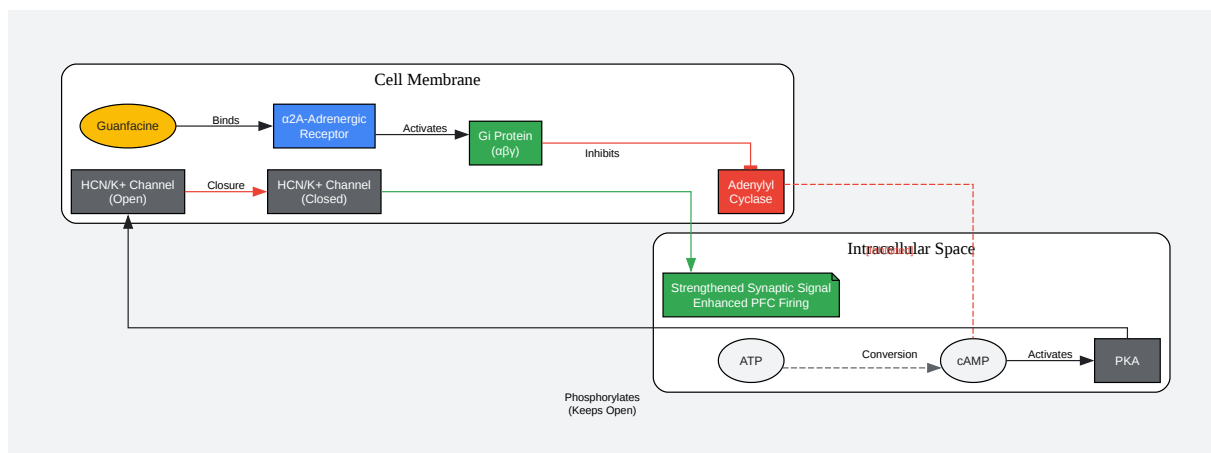 Cell Membrane
Guanfacine
Binds
α2A-Adrenergic
Receptor
Activates
Gi Protein
(αβγ)
Inhibits
HCN/K+ Channel
(Open)
Closure
HCN/K+ Channel
(Closed)
Adenylyl
Cyclase
Intracellular Space
Strengthened Synaptic Signal
Enhanced PFC Firing
ATP
Conversion
cAMP
Activates
PKA
Phosphorylates
(Keeps Open)